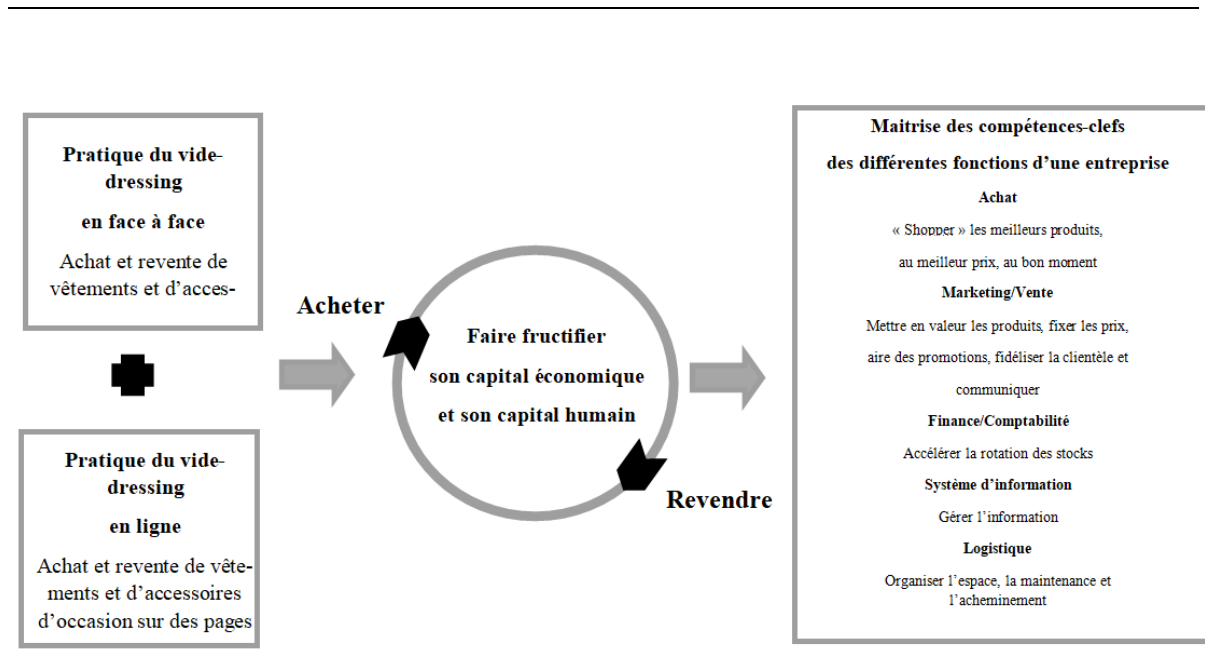 Pratique du vide-
dressing
en face à face
Achat et revente de
vêtements et d'acces-
Pratique du vide-
dressing
en ligne
Achat et revente de vête-
ments et d'accessoires
d'occasion sur des pages
Acheter
Faire fructifier
son capital économique
et son capital humain
Revendre
Maitrise des compétences-clefs
des différentes fonctions d'une entreprise
Achat
« Shopper » les meilleurs produits,
au meilleur prix, au bon moment
Marketing/Vente
Mettre en valeur les produits, fixer les prix,
aire des promotions, fidéliser la clientèle et
communiquer
Finance/Comptabilité
Accélérer la rotation des stocks
Système d'information
Gérer l'information
Logistique
Organiser l'espace, la maintenance et
l'acheminement